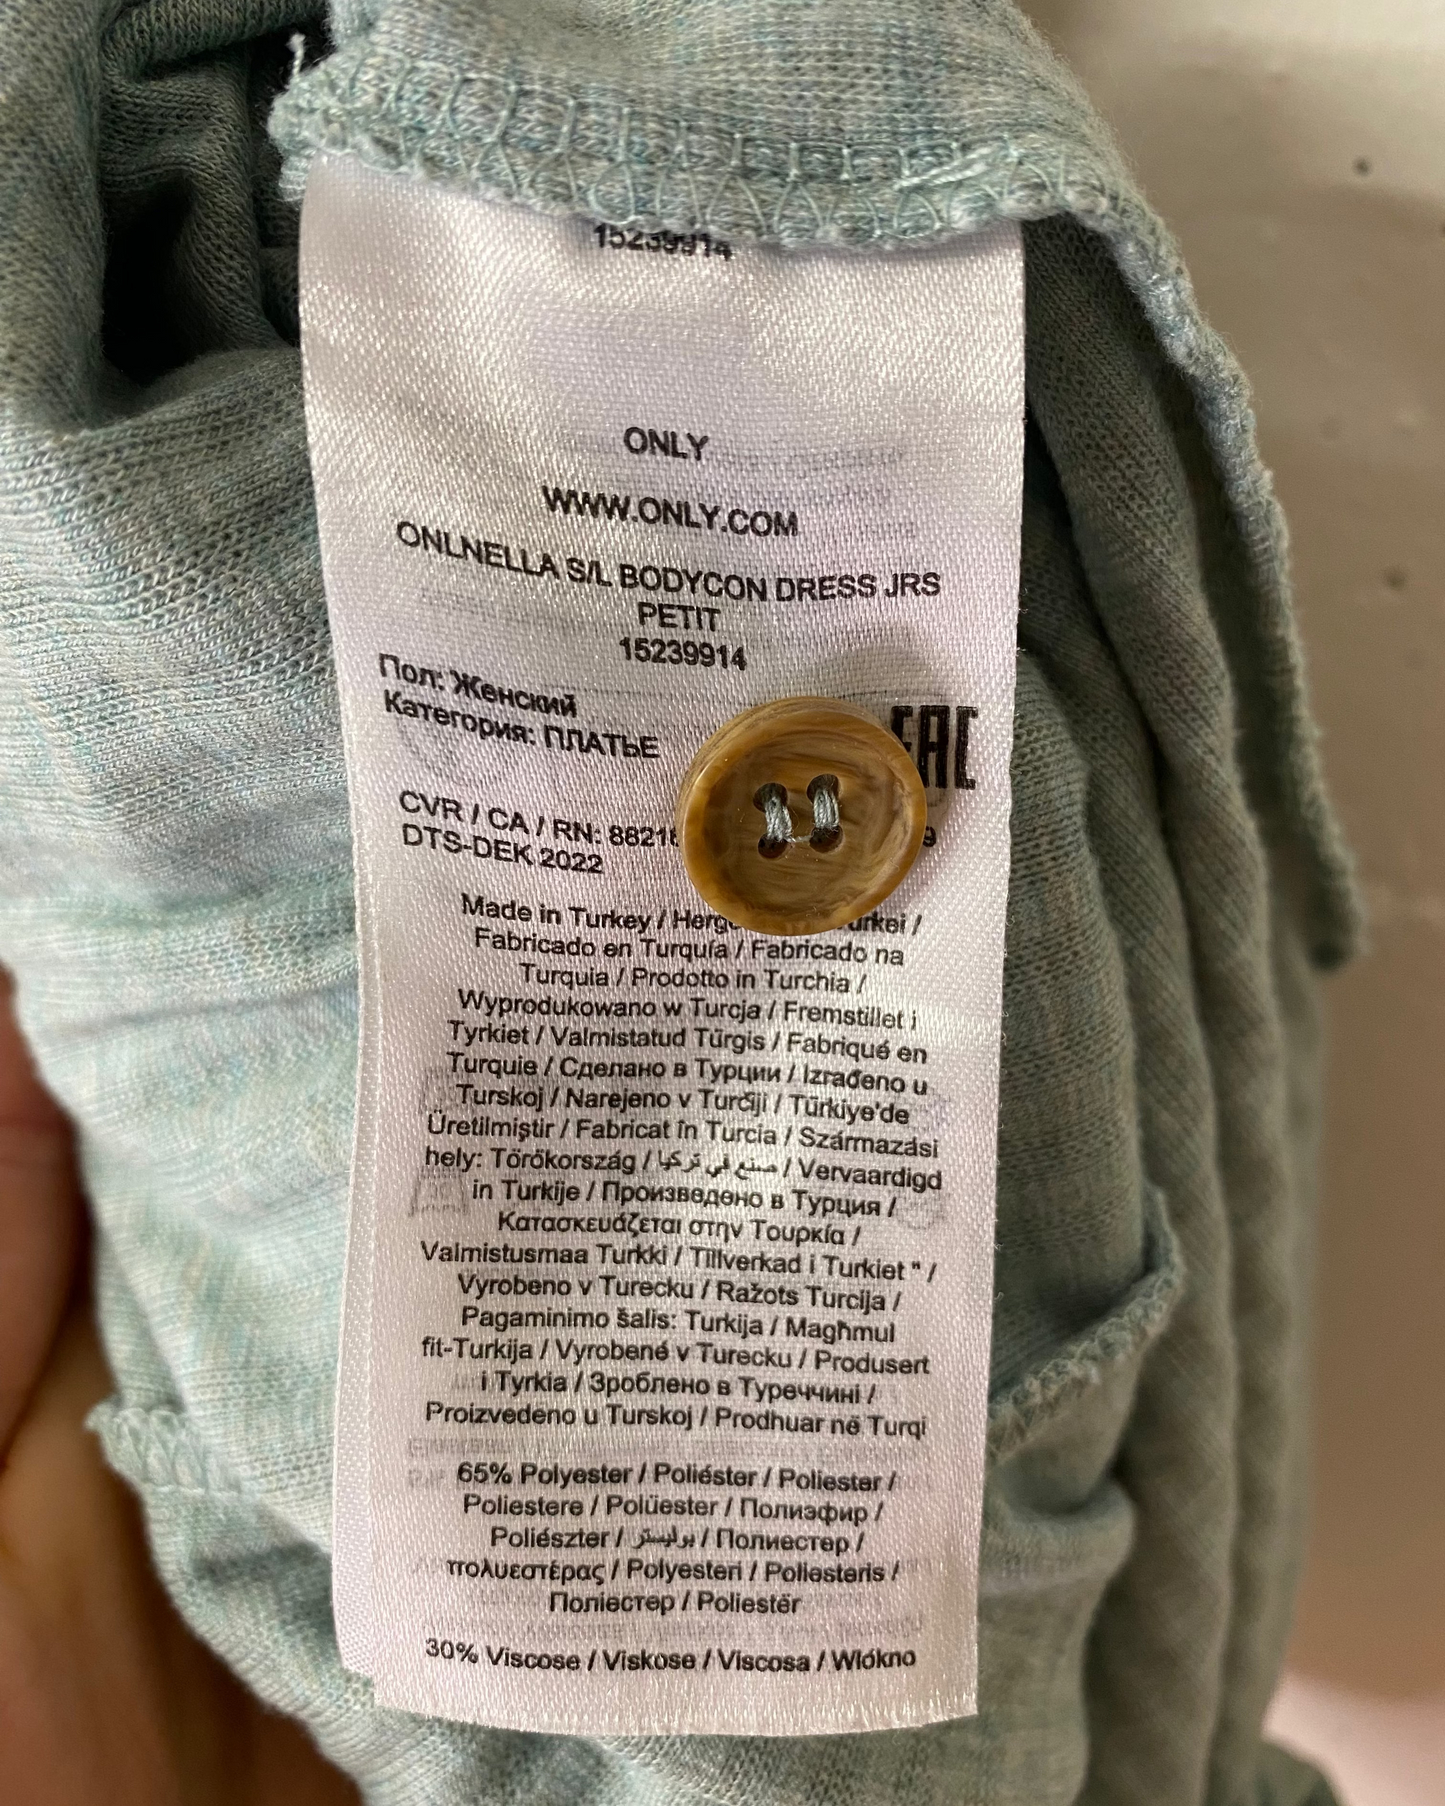 15239914
ONLY
WWW.ONLY.COM
ONLNELLA S/L BODYCON DRESS JRS
PETIT
15239914
Пол: Женский
Категория: ПЛАТЬЕ
EAC
CVR / CA / RN:
DTS-DEK 2022
Made in Turkey /
Fabricado en Turquía / Fabricado na
Turquia / Prodotto in Turchia /
Wyprodukowano w Turcja / Fremstillet i
Tyrkiet / Valmistatud Türgis / Fabriqué en
Turquie / Сделано в Турции / Izrađeno u
Turskoj / Narejeno v Turčiji / Türkiye'de
Üretilmiştir / Fabricat în Turcia / Származási
hely: Törökország / صنع في تركيا / Vervaardigd
in Turkije / Произведено в Турция /
Κατασκευάζεται στην Τουρκία /
Valmistusmaa Turkki / Tillverkad i Turkiet " /
Vyrobeno v Turecku / Ražots Turcija /
Pagaminimo šalis: Turkija / Magħmul
fit-Turkija / Vyrobené v Turecku / Produsert
i Tyrkia / Зроблено в Туреччині /
Proizvedeno u Turskoj / Prodhuar në Turqi
65% Polyester / Poliéster / Poliester /
Poliestere / Polüester / Полиэфир /
Poliészter / بوليستر / Полиестер /
πολυεστέρας / Polyesteri / Poliesteris /
Поліестер / Poliestër
30% Viscose / Viskose / Viscosa / Włókno